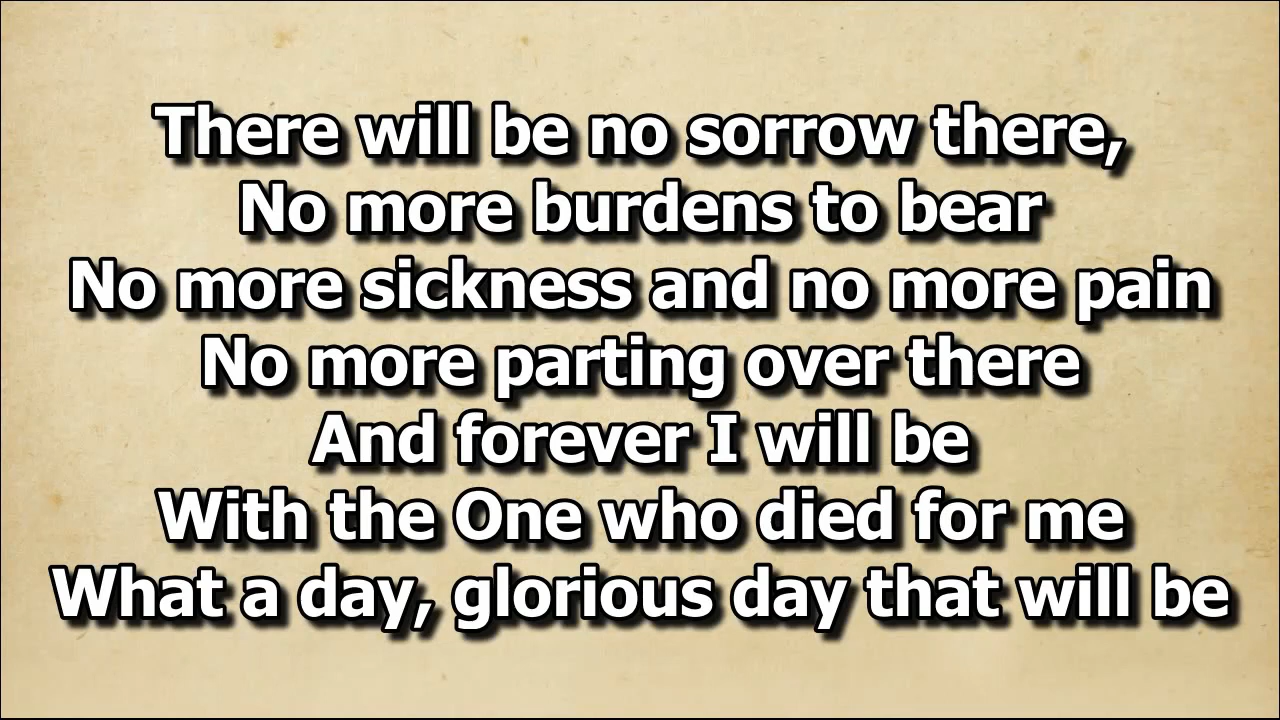 There will be no sorrow there,
No more burdens to bear
No more sickness and no more pain
No more parting over there
And forever I will be
With the One who died for me
What a day, glorious day that will be